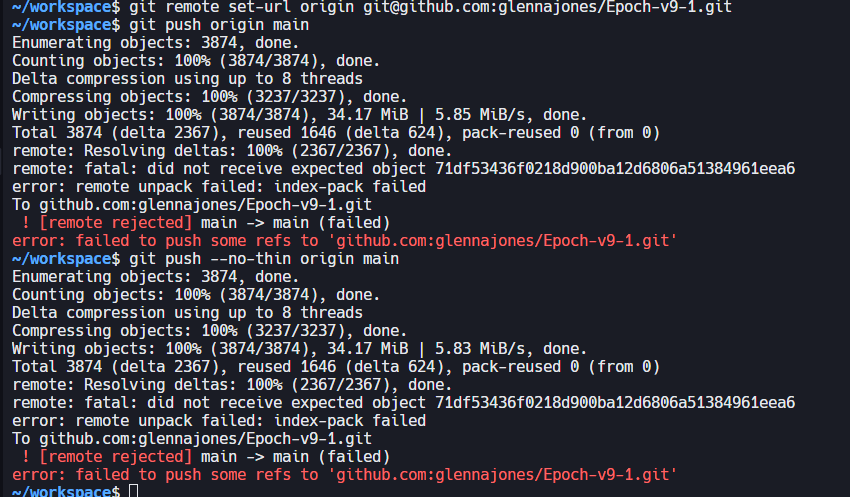 ~/workspace$ git remote set-url origin git@github.com:glennajones/Epoch-v9-1.git
~/workspace$ git push origin main
Enumerating objects: 3874, done.
Counting objects: 100% (3874/3874), done.
Delta compression using up to 8 threads
Compressing objects: 100% (3237/3237), done.
Writing objects: 100% (3874/3874), 34.17 MiB | 5.85 MiB/s, done.
Total 3874 (delta 2367), reused 1646 (delta 624), pack-reused 0 (from 0)
remote: Resolving deltas: 100% (2367/2367), done.
remote: fatal: did not receive expected object 71df53436f0218d900ba12d6806a51384961eea6
error: remote unpack failed: index-pack failed
To github.com:glennajones/Epoch-v9-1.git
 ! [remote rejected] main -> main (failed)
error: failed to push some refs to 'github.com:glennajones/Epoch-v9-1.git'
~/workspace$ git push --no-thin origin main
Enumerating objects: 3874, done.
Counting objects: 100% (3874/3874), done.
Delta compression using up to 8 threads
Compressing objects: 100% (3237/3237), done.
Writing objects: 100% (3874/3874), 34.17 MiB | 5.83 MiB/s, done.
Total 3874 (delta 2367), reused 1646 (delta 624), pack-reused 0 (from 0)
remote: Resolving deltas: 100% (2367/2367), done.
remote: fatal: did not receive expected object 71df53436f0218d900ba12d6806a51384961eea6
error: remote unpack failed: index-pack failed
To github.com:glennajones/Epoch-v9-1.git
 ! [remote rejected] main -> main (failed)
error: failed to push some refs to 'github.com:glennajones/Epoch-v9-1.git'
~/workspace$